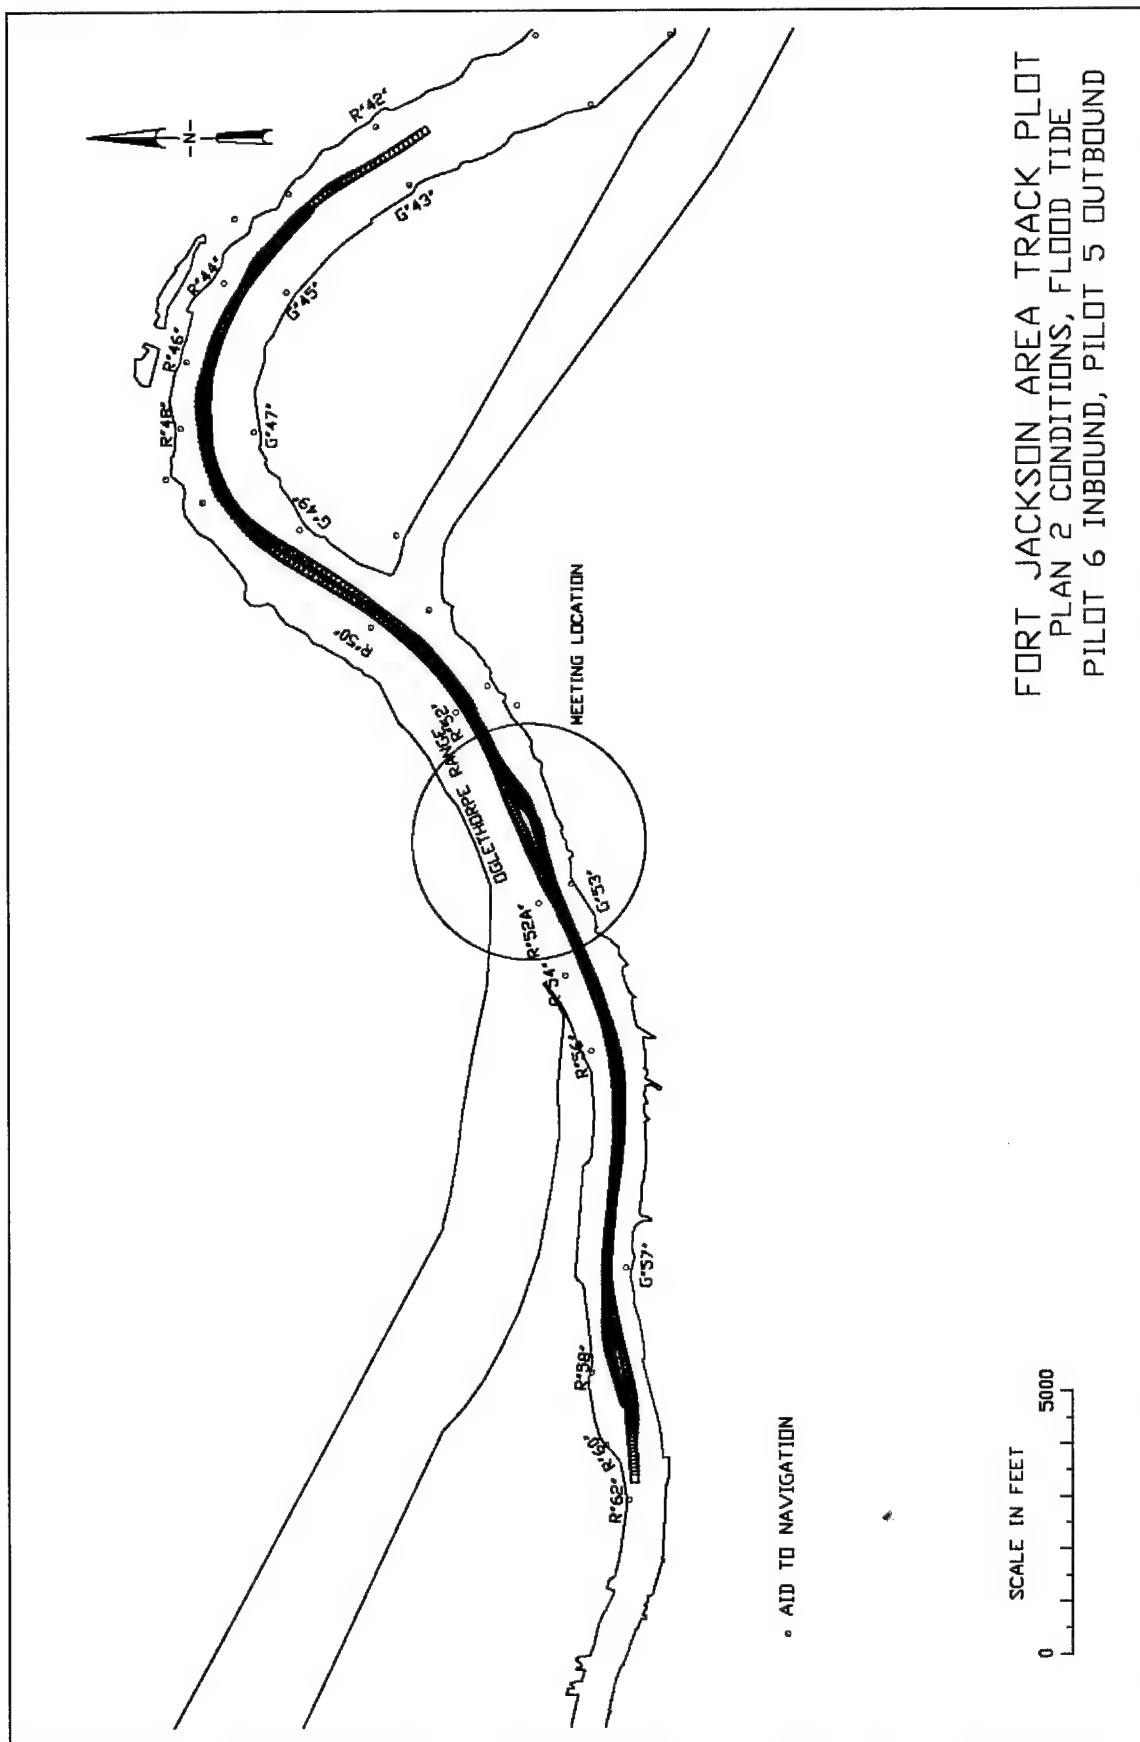 FORT JACKSON AREA TRACK PLOT
PLAN 2 CONDITIONS, FLOOD TIDE
PILOT 6 INBOUND, PILOT 5 OUTBOUND
-N-
R"42"
G"43"
R"44"
G"45"
R"46"
G"47"
R"48"
G"49"
R"50"
R"52"
OGLETHORPE RANGE
MEETING LOCATION
R"52A"
G"53"
R"54"
R"56"
G"57"
R"58"
R"60"
R"62"
AID TO NAVIGATION
SCALE IN FEET
0 5000